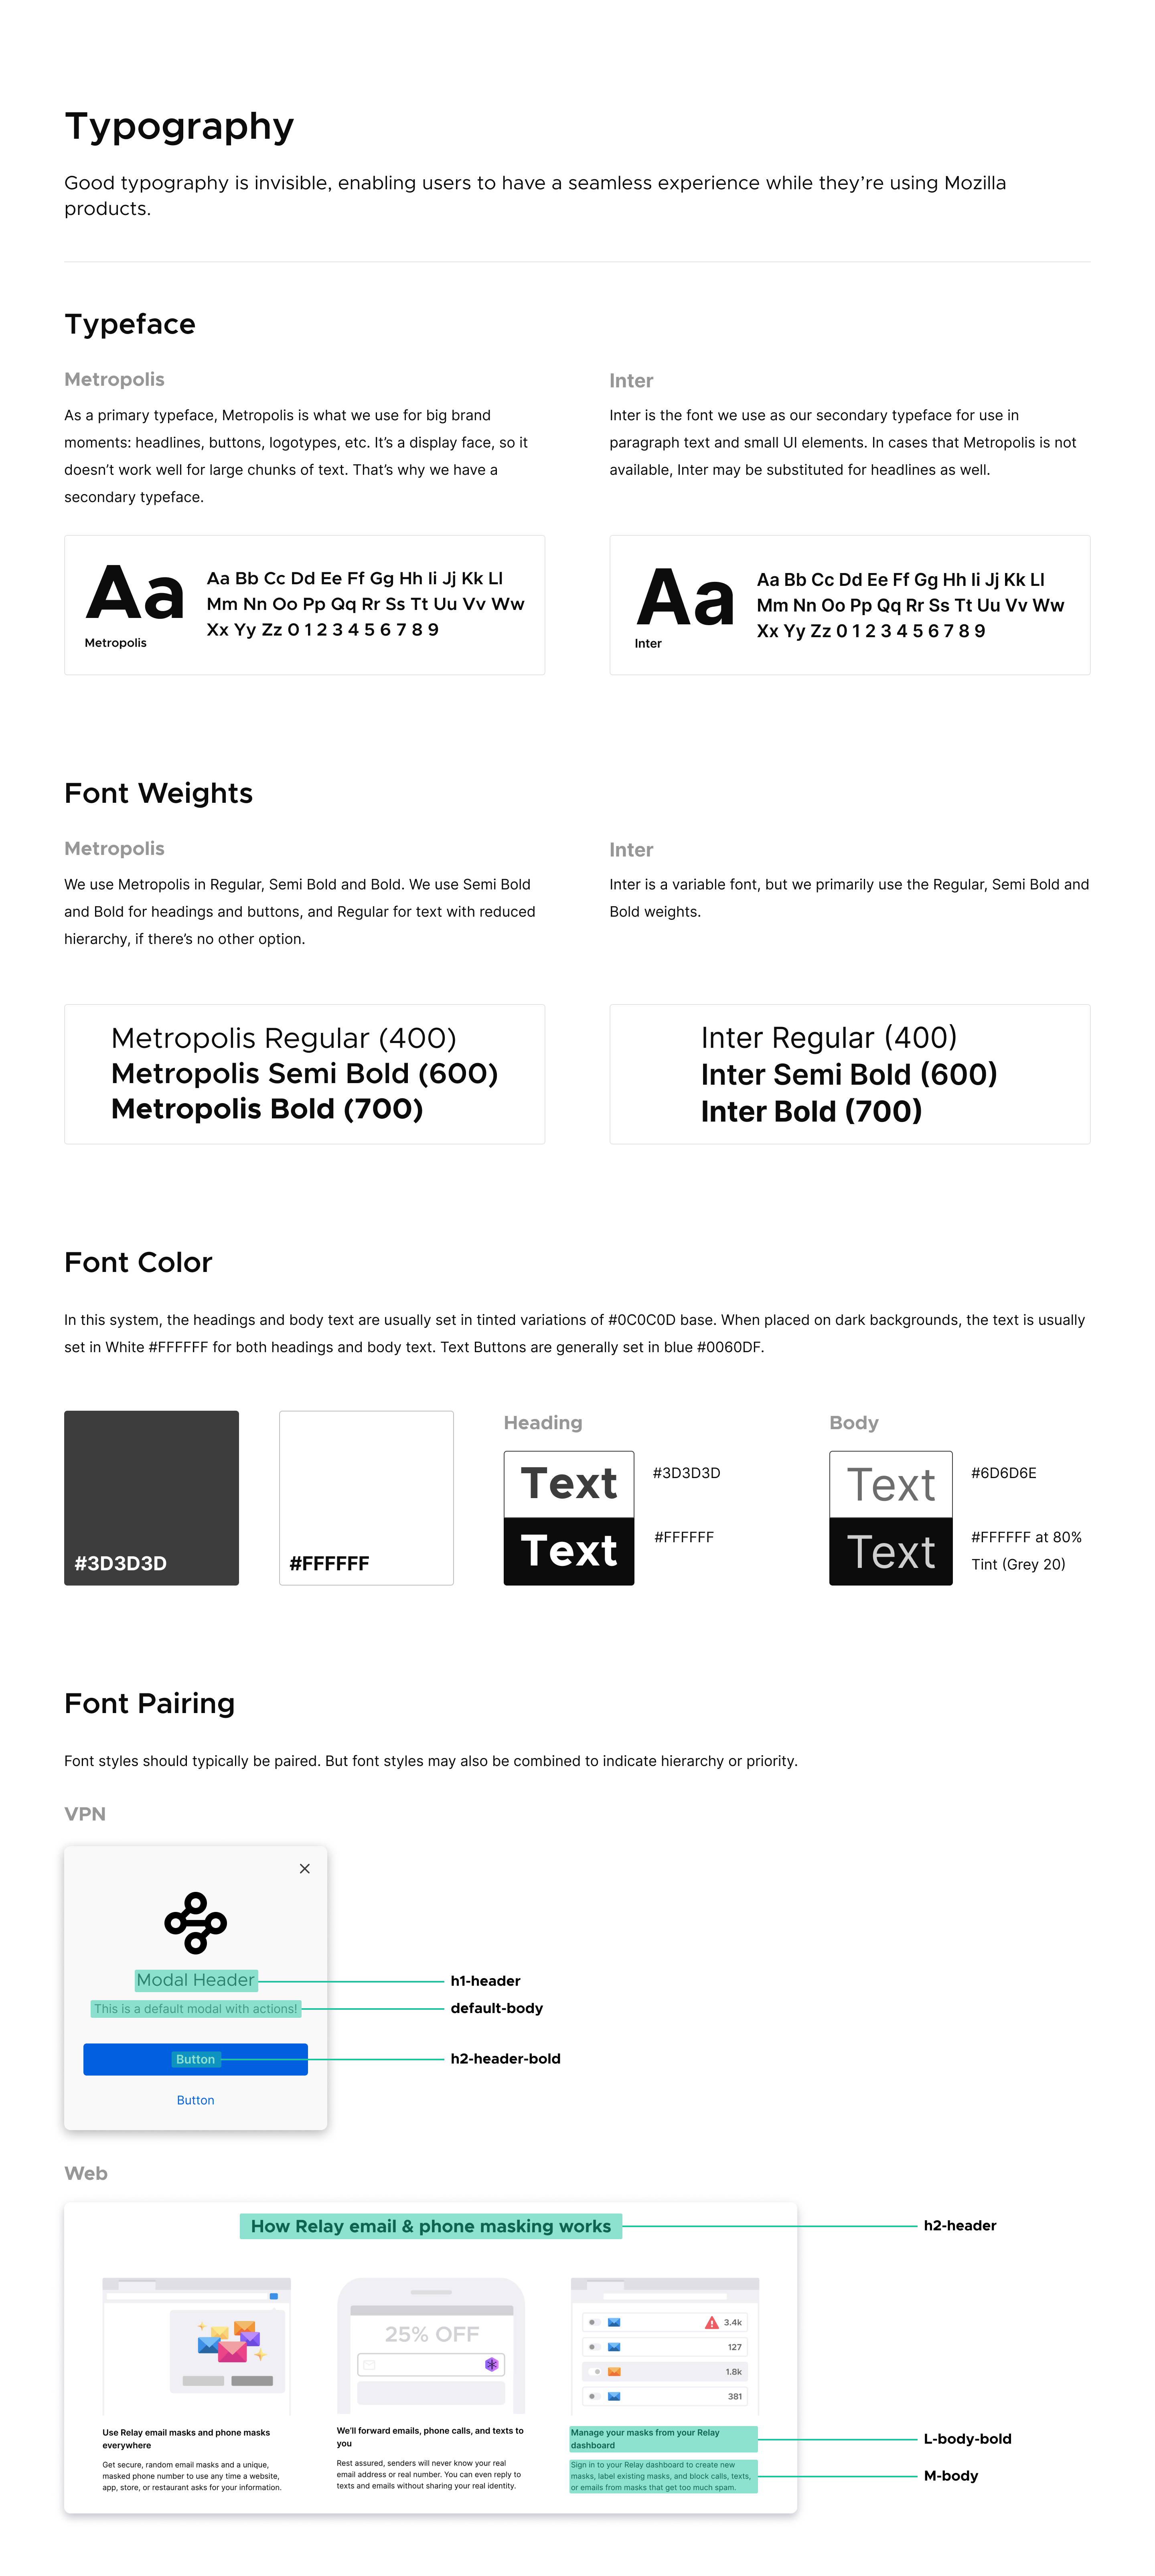 Typography
Good typography is invisible, enabling users to have a seamless experience while they’re using Mozilla
products.
Typeface
Metropolis
As a primary typeface, Metropolis is what we use for big brand
moments: headlines, buttons, logotypes, etc. It’s a display face, so it
doesn’t work well for large chunks of text. That’s why we have a
secondary typeface.
Inter
Inter is the font we use as our secondary typeface for use in
paragraph text and small UI elements. In cases that Metropolis is not
available, Inter may be substituted for headlines as well.
Aa
Metropolis
Aa Bb Cc Dd Ee Ff Gg Hh Ii Jj Kk Ll
Mm Nn Oo Pp Qq Rr Ss Tt Uu Vv Ww
Xx Yy Zz 0 1 2 3 4 5 6 7 8 9
Aa
Inter
Aa Bb Cc Dd Ee Ff Gg Hh Ii Jj Kk Ll
Mm Nn Oo Pp Qq Rr Ss Tt Uu Vv Ww
Xx Yy Zz 0 1 2 3 4 5 6 7 8 9
Font Weights
Metropolis
We use Metropolis in Regular, Semi Bold and Bold. We use Semi Bold
and Bold for headings and buttons, and Regular for text with reduced
hierarchy, if there’s no other option.
Inter
Inter is a variable font, but we primarily use the Regular, Semi Bold and
Bold weights.
Metropolis Regular (400)
Metropolis Semi Bold (600)
Metropolis Bold (700)
Inter Regular (400)
Inter Semi Bold (600)
Inter Bold (700)
Font Color
In this system, the headings and body text are usually set in tinted variations of #0C0C0D base. When placed on dark backgrounds, the text is usually
set in White #FFFFFF for both headings and body text. Text Buttons are generally set in blue #0060DF.
#3D3D3D
#FFFFFF
Heading
Text
#3D3D3D
Text
#FFFFFF
Body
Text
#6D6D6E
Text
#FFFFFF at 80%
Tint (Grey 20)
Font Pairing
Font styles should typically be paired. But font styles may also be combined to indicate hierarchy or priority.
VPN
Modal Header
h1-header
This is a default modal with actions!
default-body
Button
h2-header-bold
Button
Web
How Relay email & phone masking works
h2-header
25% OFF
3.4k
127
1.8k
381
Use Relay email masks and phone masks
everywhere
Get secure, random email masks and a unique,
masked phone number to use any time a website,
app, store, or restaurant asks for your information.
We’ll forward emails, phone calls, and texts to
you
Rest assured, senders will never know your real
email address or real number. You can even reply to
texts and emails without sharing your real identity.
Manage your masks from your Relay
dashboard
L-body-bold
Sign in to your Relay dashboard to create new
masks, label existing masks, and block calls, texts,
or emails from masks that get too much spam.
M-body